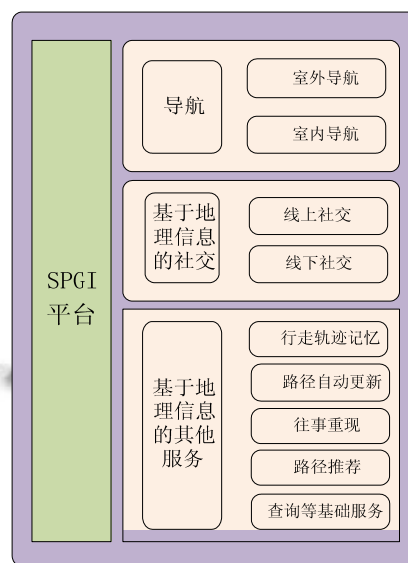 SPGI
平台
导航
室外导航
室内导航
基于地
理信息
的社交
线上社交
线下社交
基于地
理信息
的其他
服务
行走轨迹记忆
路径自动更新
往事重现
路径推荐
查询等基础服务